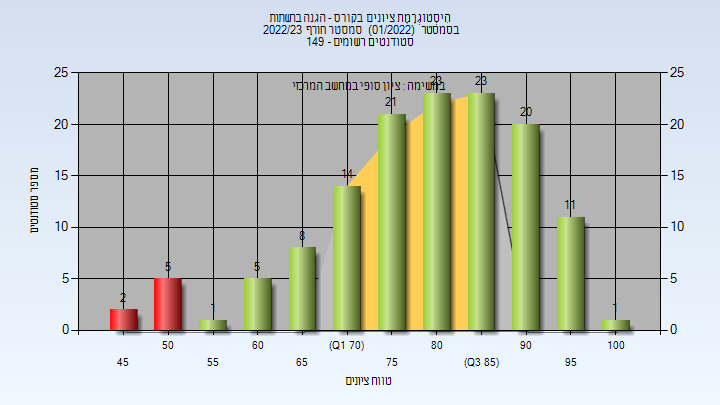 היסטוגרמת ציונים בקורס - הגנה ברשתות
בסמסטר (01/2022) סמסטר חורף 2022/23
סטודנטים רשומים - 149
במשימה : ציון סופי במחשב המרכזי
25 25
20 20
15 15
10 10
5 5
0 0
מספר סטודנטים
2 5 1 5 8 14 21 23 23 20 11 1
45 50 55 60 65 (Q1 70) 75 80 (Q3 85) 90 95 100
טווח ציונים